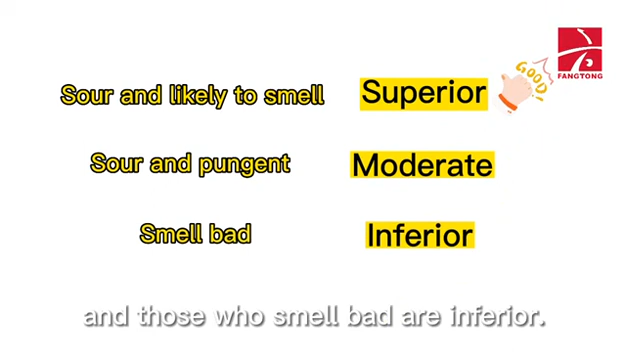 FANGTONG
Sour and likely to smell Superior GOOD!
Sour and pungent Moderate
Smell bad Inferior
and those who smell bad are inferior.